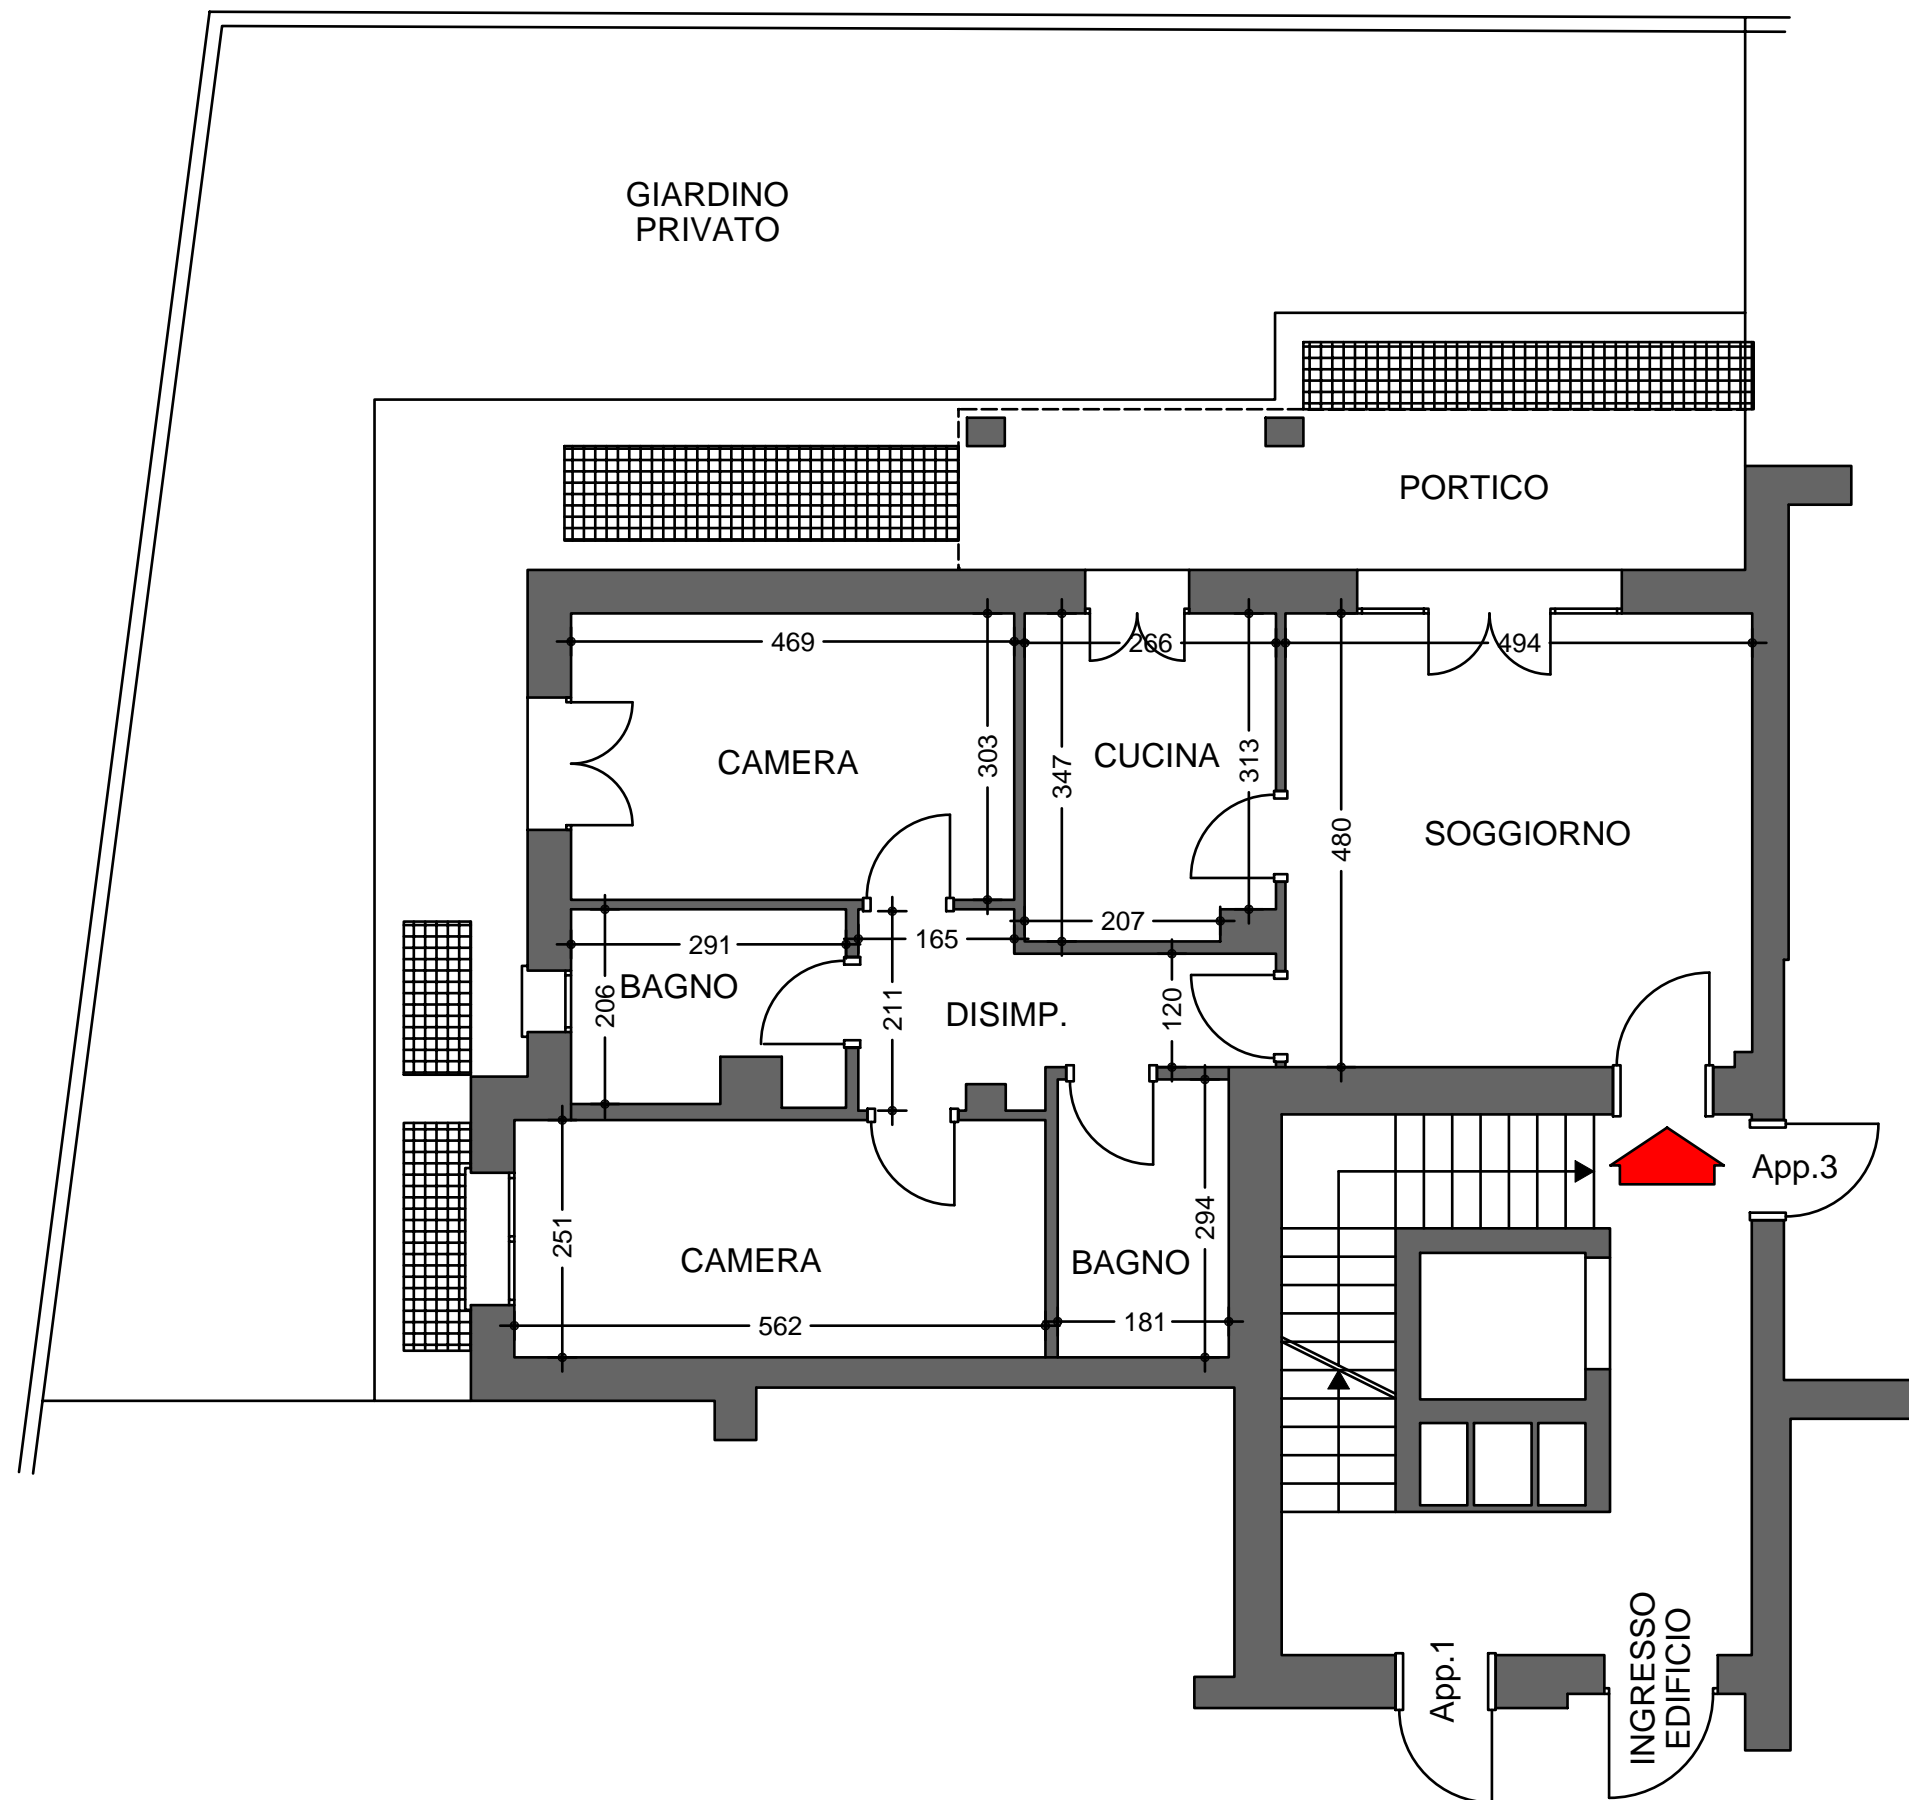 GIARDINO
PRIVATO
PORTICO
469
266
494
303
CAMERA
347
CUCINA
313
480
SOGGIORNO
207
291
165
206
BAGNO
211
DISIMP.
120
294
App.3
251
CAMERA
BAGNO
562
181
App.1
INGRESSO
EDIFICIO